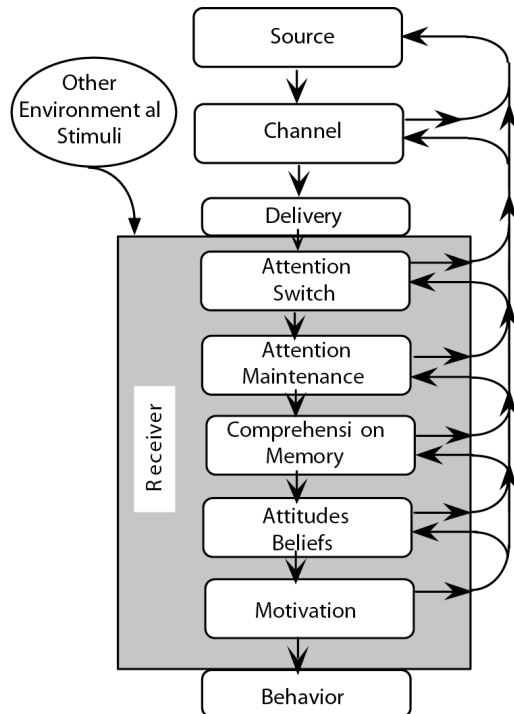 Source
Other
Environment al
Stimuli
Channel
Delivery
Attention
Switch
Attention
Maintenance
Receiver
Comprehensi on
Memory
Attitudes
Beliefs
Motivation
Behavior